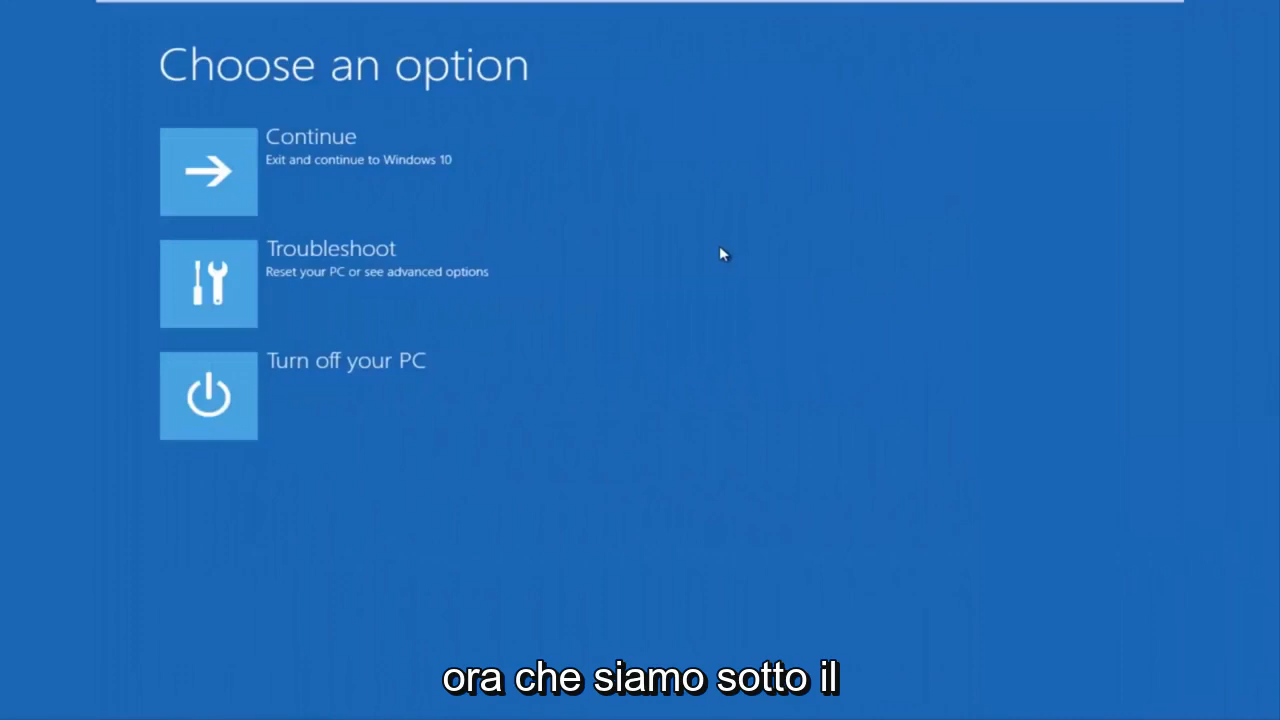 Choose an option
Continue
Exit and continue to Windows 10
Troubleshoot
Reset your PC or see advanced options
Turn off your PC
ora che siamo sotto il